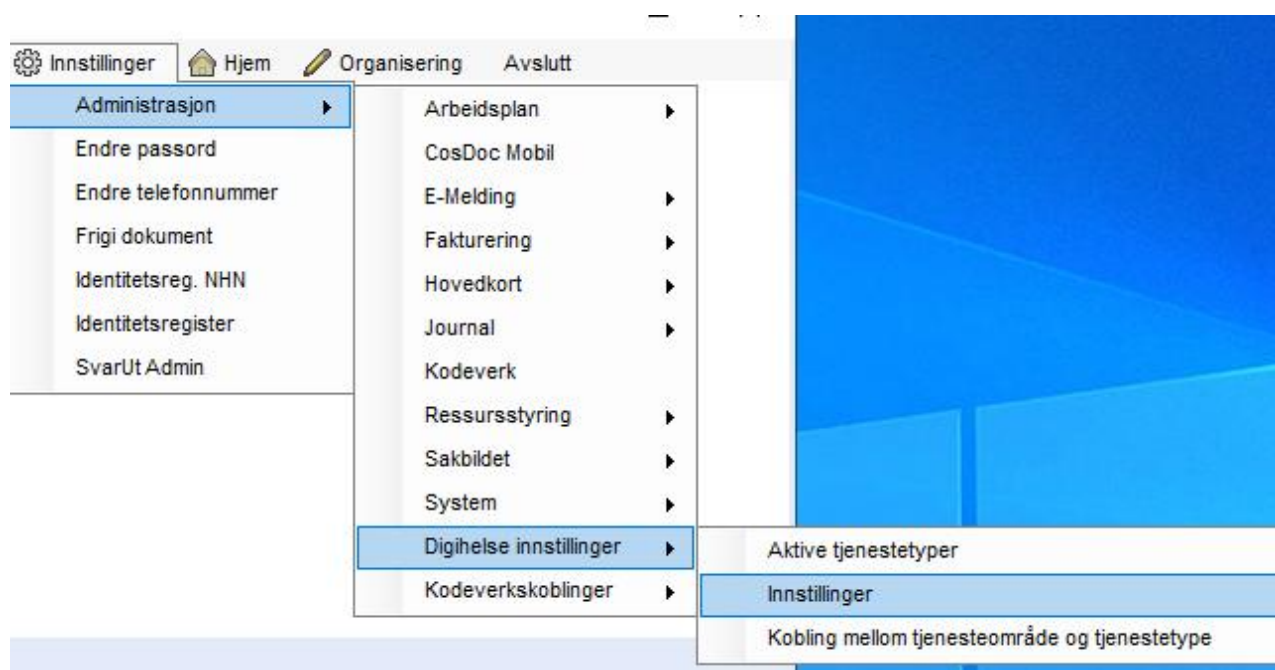 Innstillinger Hjem Organisering Avslutt
Administrasjon
Endre passord
Endre telefonnummer
Frigi dokument
Identitetsreg. NHN
Identitetsregister
SvarUt Admin
Arbeidsplan
CosDoc Mobil
E-Melding
Fakturering
Hovedkort
Journal
Kodeverk
Ressursstyring
Sakbildet
System
Digihelse innstillinger
Kodeverkskoblinger
Aktive tjenestetyper
Innstillinger
Kobling mellom tjenesteområde og tjenestetype